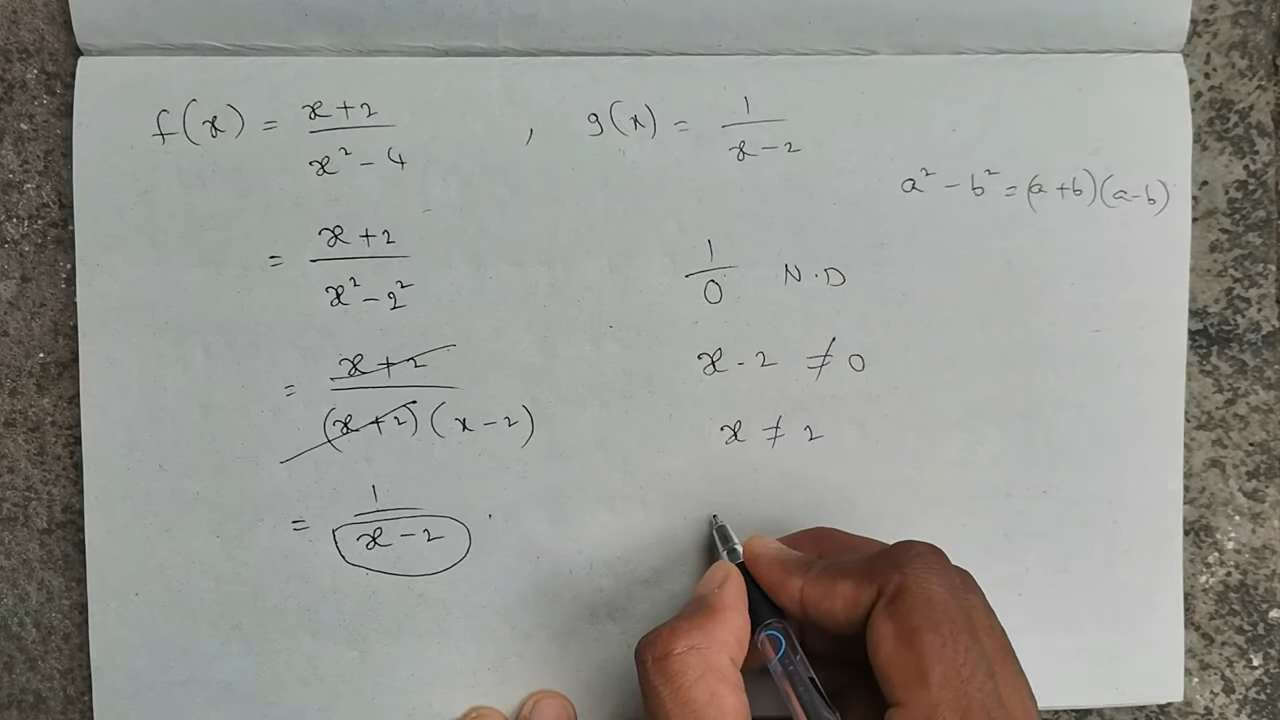 f(x) = x+2 / x² - 4 , g(x) = 1 / x-2
a² - b² = (a+b)(a-b)
= x+2 / x² - 2²
1/0 N.D
= x+2 / (x+2)(x-2)
x-2 ≠ 0
x ≠ 2
= 1 / x-2 .